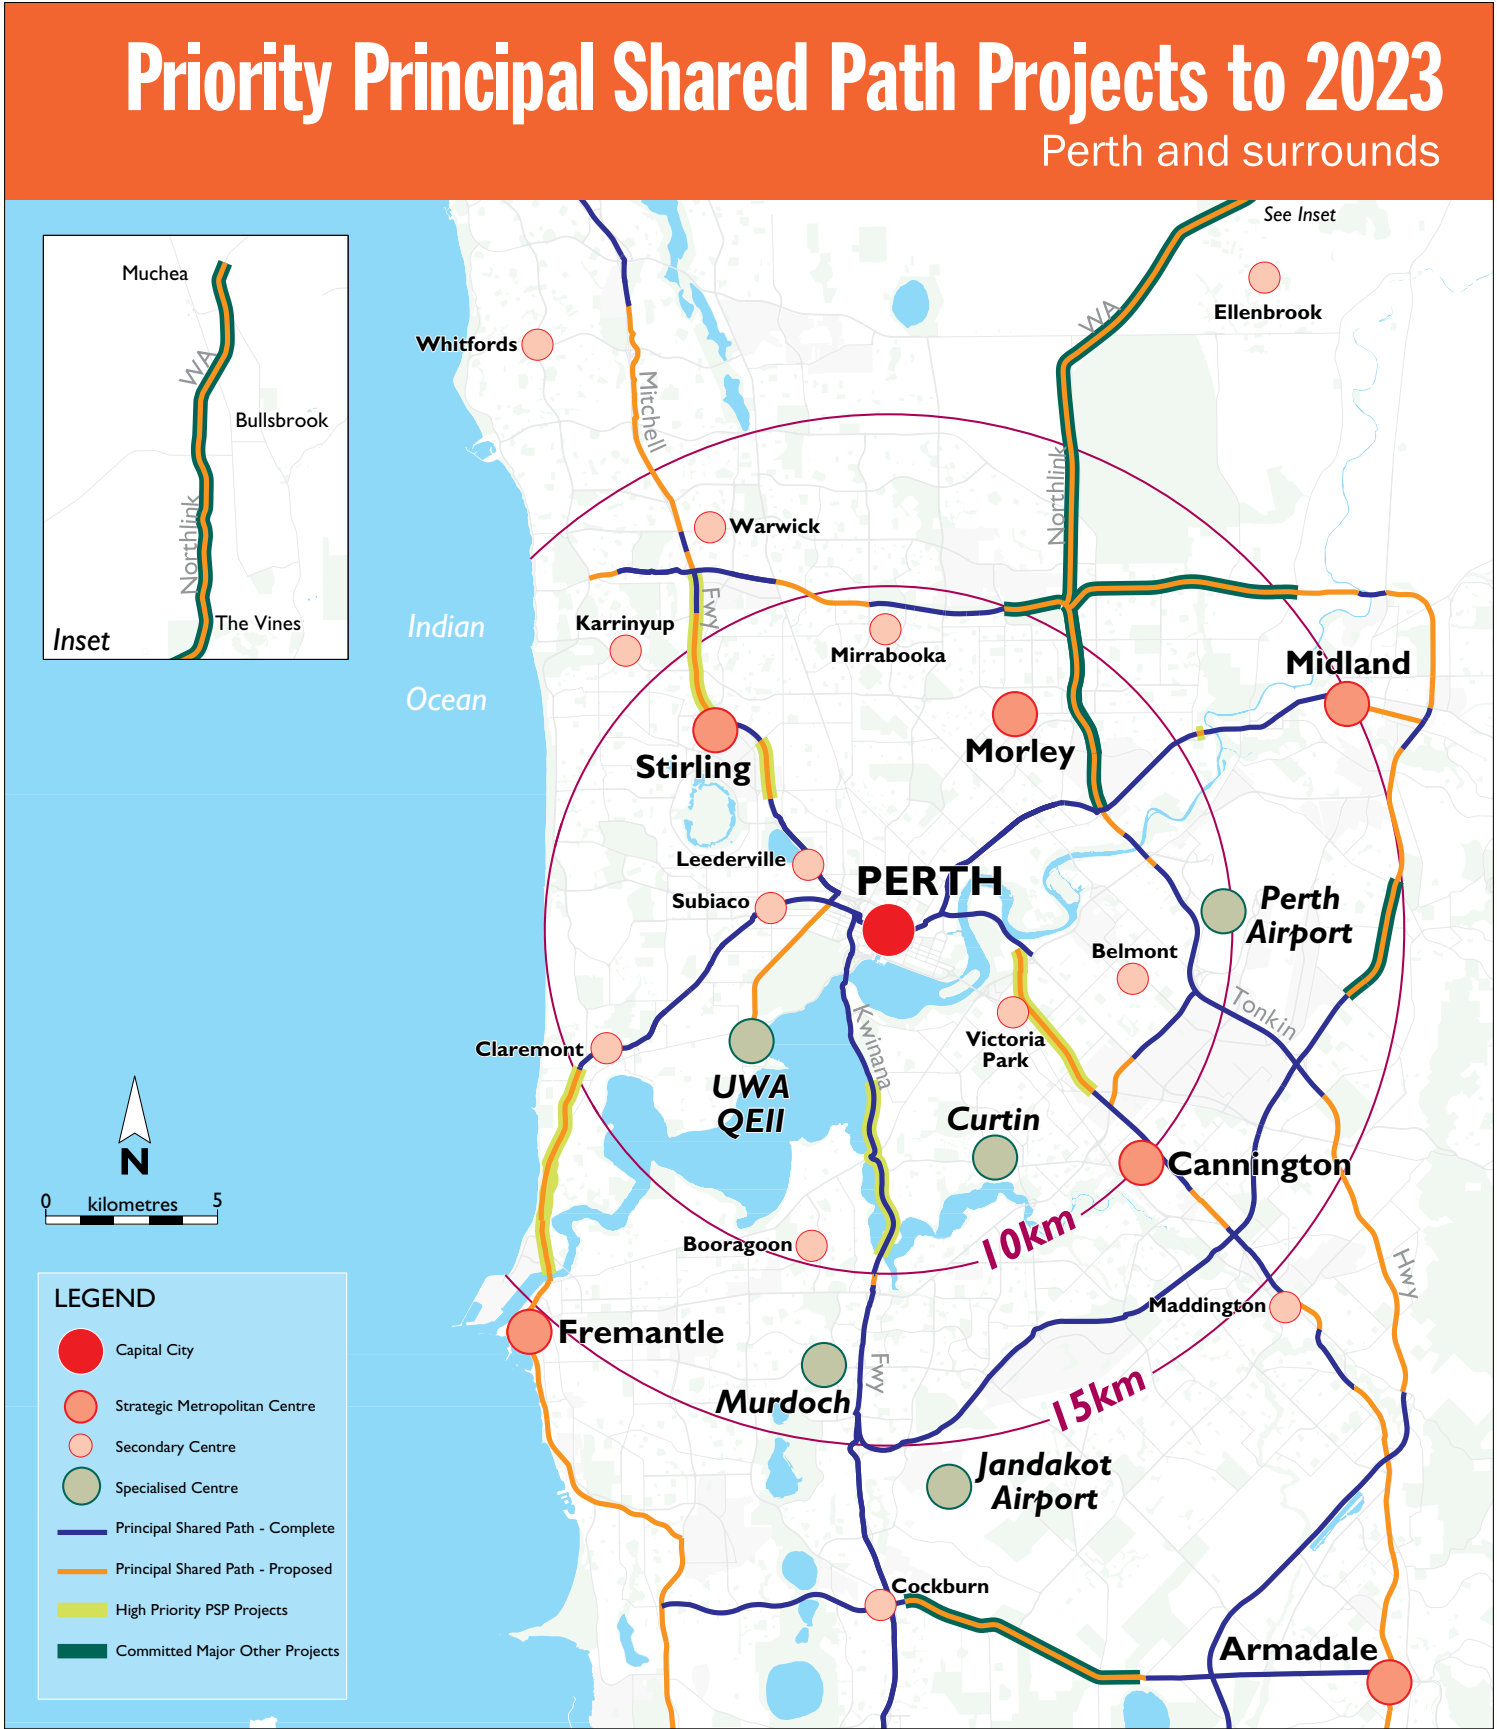 Priority Principal Shared Path Projects to 2023
Perth and surrounds
See Inset
Muchea
WA
Bullsbrook
Northlink
The Vines
Inset
WA
Ellenbrook
Whitfords
Mitchell
Northlink
Warwick
Fwy
Indian
Ocean
Karrinyup
Mirrabooka
Midland
Morley
Stirling
Leederville
PERTH
Subiaco
Perth
Airport
Belmont
Tonkin
Kwinana
Victoria
Park
Claremont
UWA
QEII
Curtin
Cannington
N
0 kilometres 5
10km
Booragoon
Hwy
Maddington
Fremantle
Fwy
Murdoch
15km
Jandakot
Airport
Cockburn
Armadale
LEGEND
Capital City
Strategic Metropolitan Centre
Secondary Centre
Specialised Centre
Principal Shared Path - Complete
Principal Shared Path - Proposed
High Priority PSP Projects
Committed Major Other Projects